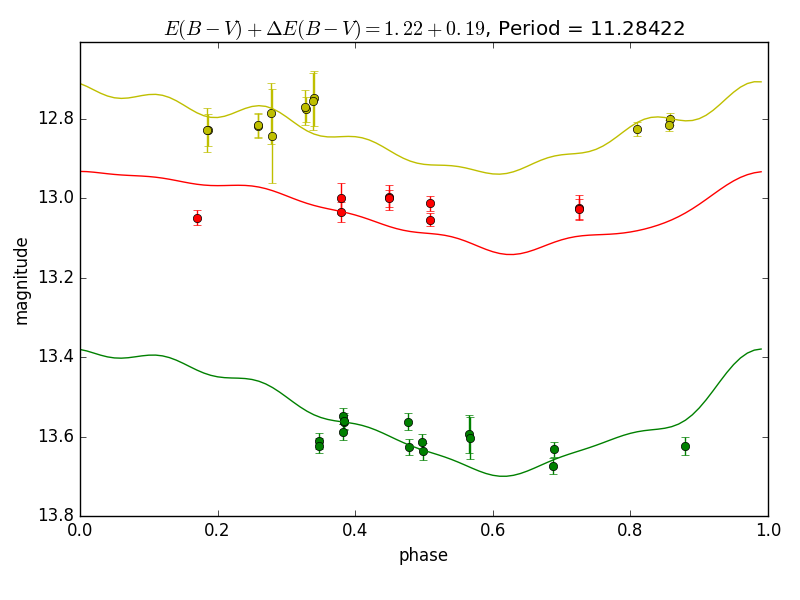 E(B − V) + ΔE(B − V) = 1.22 + 0.19, Period = 11.28422
12.8
13.0
13.2
13.4
13.6
13.8
magnitude
0.0 0.2 0.4 0.6 0.8 1.0
phase